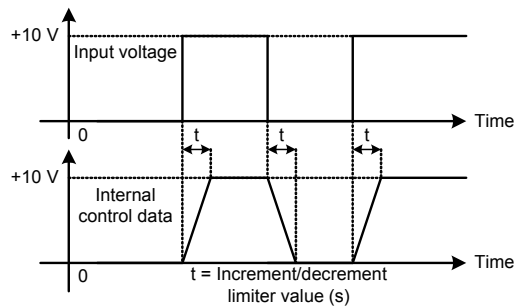 +10 V
Input voltage
0
Time
t
t
t
+10 V
Internal
control data
0
Time
t = Increment/decrement
limiter value (s)